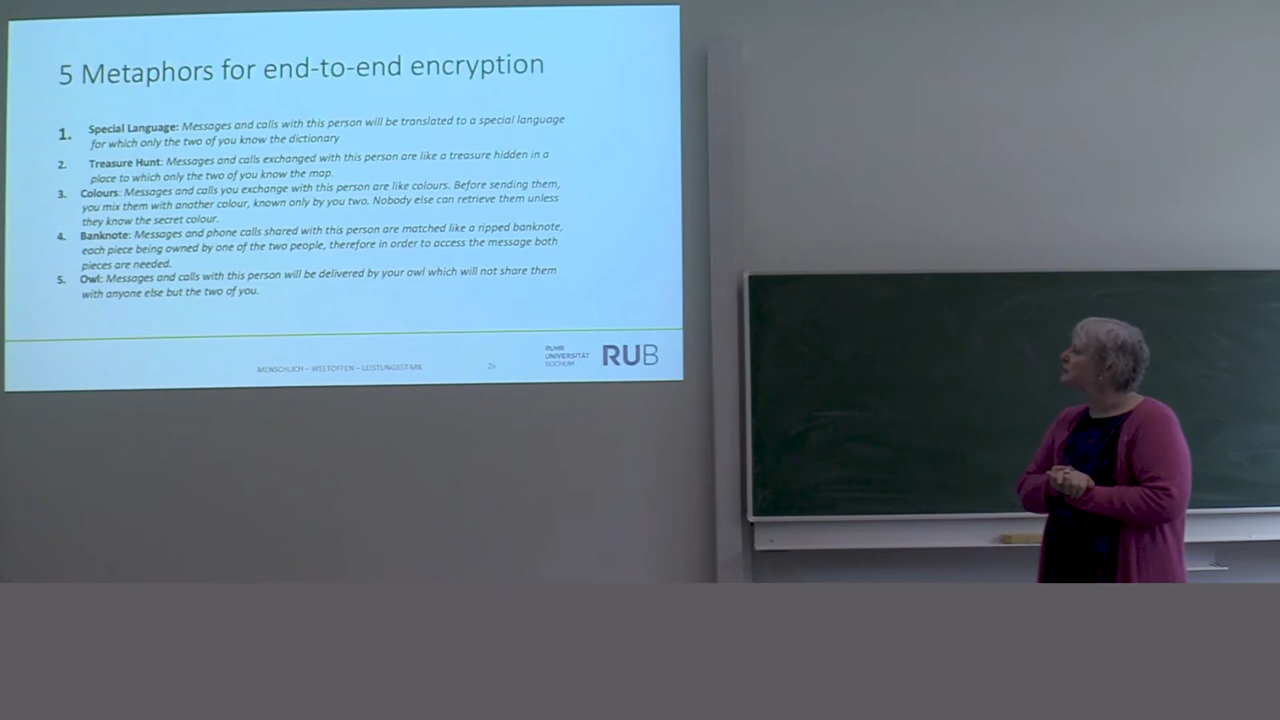 5 Metaphors for end-to-end encryption
1. Special Language: Messages and calls with this person will be translated to a special language
for which only the two of you know the dictionary
2. Treasure Hunt: Messages and calls exchanged with this person are like a treasure hidden in a
place to which only the two of you know the map.
3. Colours: Messages and calls you exchange with this person are like colours. Before sending them,
you mix them with another colour, known only by you two. Nobody else can retrieve them unless
they know the secret colour.
4. Banknote: Messages and phone calls shared with this person are matched like a ripped banknote,
each piece being owned by one of the two people, therefore in order to access the message both
pieces are needed.
5. Owl: Messages and calls with this person will be delivered by your owl which will not share them
with anyone else but the two of you.
MENSCHLICH – WELTOFFEN – LEISTUNGSSTARK
RUHR
UNIVERSITÄT
BOCHUM
RUB